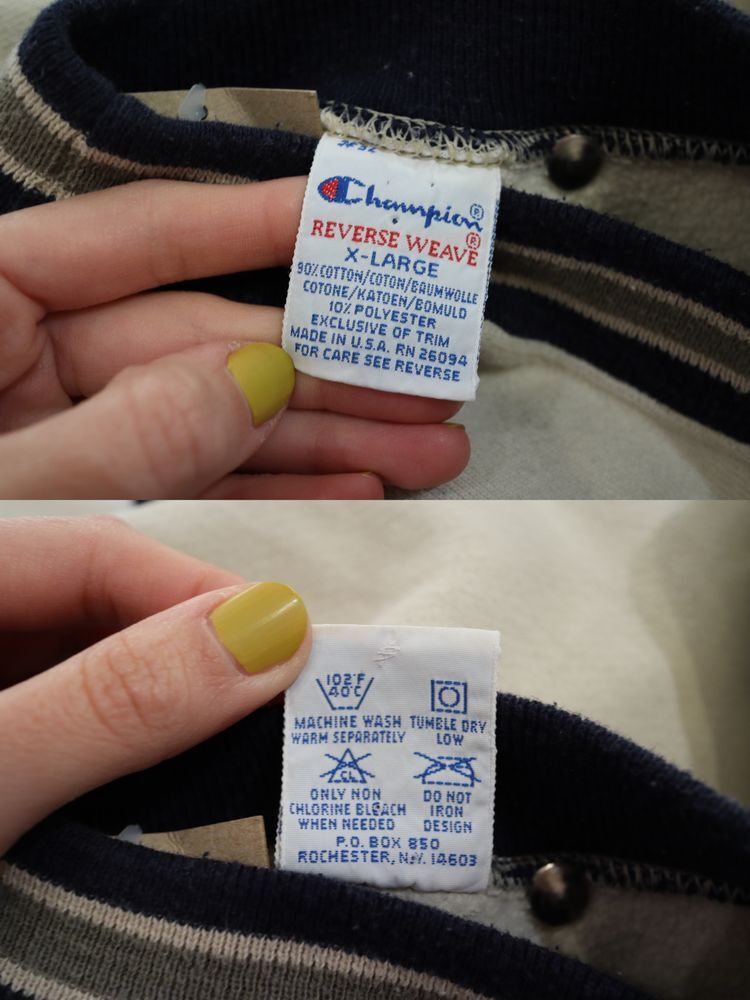 Champion®
REVERSE WEAVE®
X-LARGE
90% COTTON/COTON/BAUMWOLLE
COTONE/KATOEN/BOMULD
10% POLYESTER
EXCLUSIVE OF TRIM
MADE IN U.S.A. RN 26094
FOR CARE SEE REVERSE
102°F
40°C
MACHINE WASH
WARM SEPARATELY
TUMBLE DRY
LOW
CL
ONLY NON
CHLORINE BLEACH
WHEN NEEDED
DO NOT
IRON
DESIGN
P.O. BOX 850
ROCHESTER, N.Y. 14603